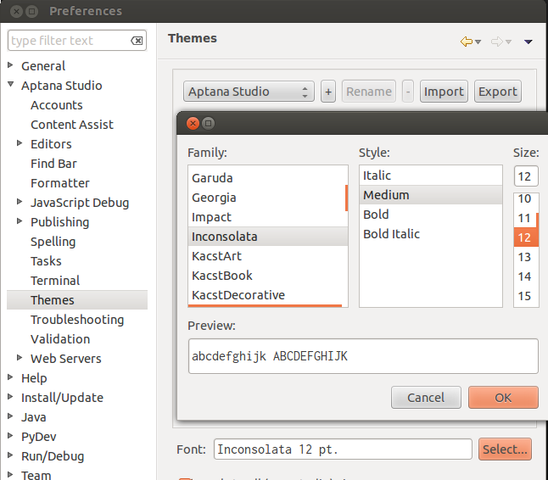 Preferences
type filter text
General
Aptana Studio
Accounts
Content Assist
Editors
Find Bar
Formatter
JavaScript Debug
Publishing
Spelling
Tasks
Terminal
Themes
Troubleshooting
Validation
Web Servers
Help
Install/Update
Java
PyDev
Run/Debug
Team
Themes
Aptana Studio + Rename - Import Export
Family: Style: Size:
Garuda
Georgia
Impact
Inconsolata
KacstArt
KacstBook
KacstDecorative
Italic
Medium
Bold
Bold Italic
12
10
11
12
13
14
15
Preview:
abcdefghijk ABCDEFGHIJK
Cancel OK
Font: Inconsolata 12 pt. Select...